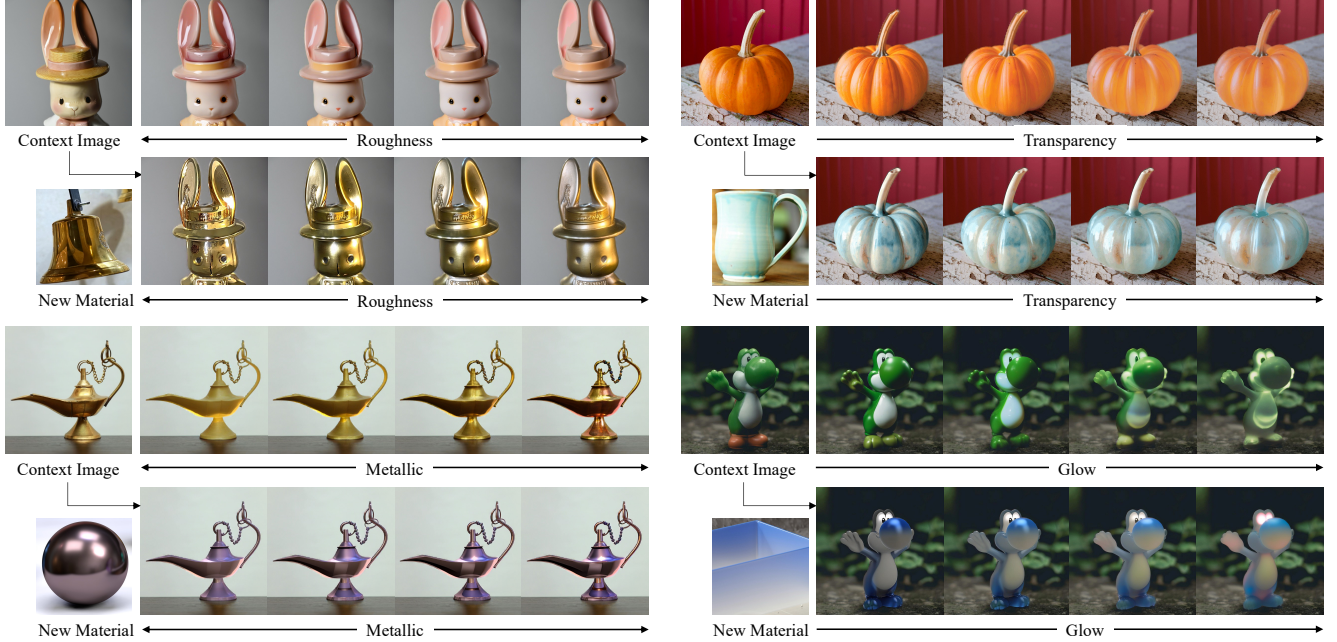 Context Image
Roughness
New Material
Roughness
Context Image
Transparency
New Material
Transparency
Context Image
Metallic
New Material
Metallic
Context Image
Glow
New Material
Glow